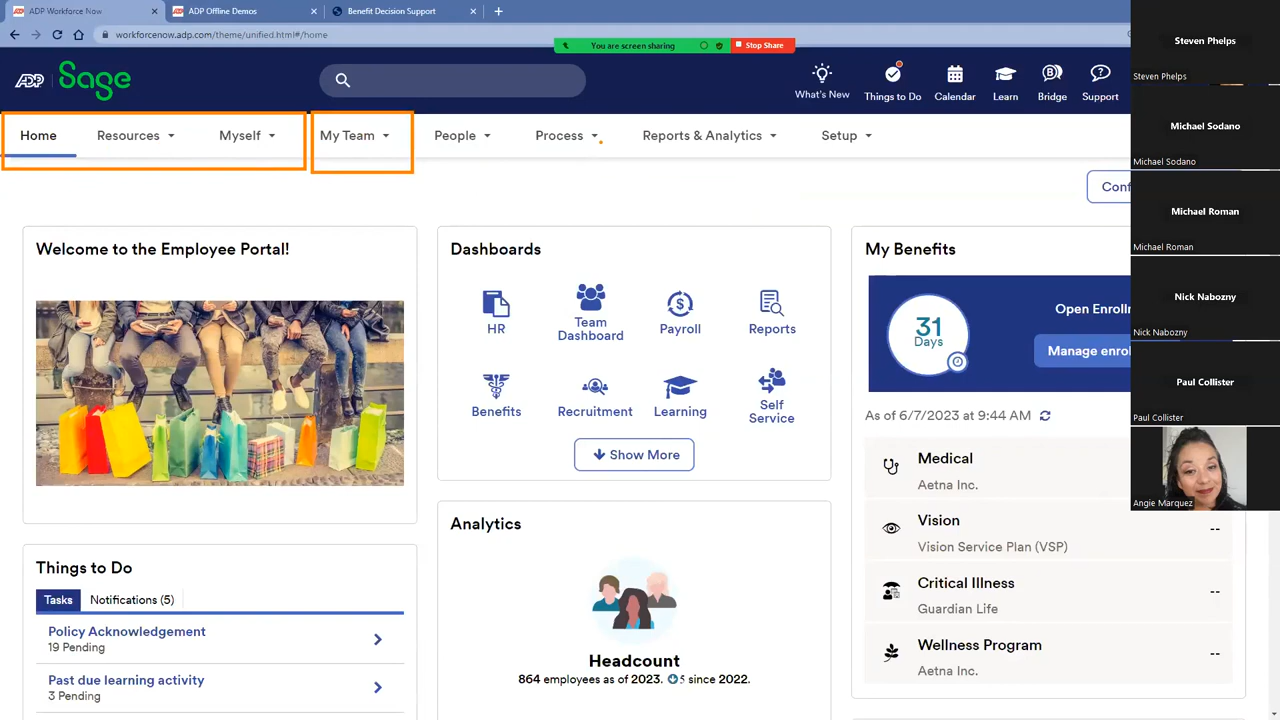 ADP Workforce Now
ADP Offline Demos
Benefit Decision Support
workforcenow.adp.com/theme/unified.html#/home
You are screen sharing
Stop Share
ADP
Sage
What's New
Things to Do
Calendar
Learn
Bridge
Support
Home
Resources
Myself
My Team
People
Process
Reports & Analytics
Setup
Welcome to the Employee Portal!
Dashboards
HR
Team
Dashboard
Payroll
Reports
Benefits
Recruitment
Learning
Self
Service
Show More
My Benefits
31
Days
Open
Manage
As of 6/7/2023 at 9:44 AM
Medical
Aetna Inc.
Vision
Vision Service Plan (VSP)
--
Critical Illness
Guardian Life
--
Wellness Program
Aetna Inc.
--
Things to Do
Tasks
Notifications (5)
Policy Acknowledgement
19 Pending
Past due learning activity
3 Pending
Analytics
Headcount
864 employees as of 2023. 5 since 2022.
Steven Phelps
Steven Phelps
Michael Sodano
Michael Sodano
Michael Roman
Michael Roman
Nick Nabozny
Nick Nabozny
Paul Collister
Paul Collister
Angie Marquez